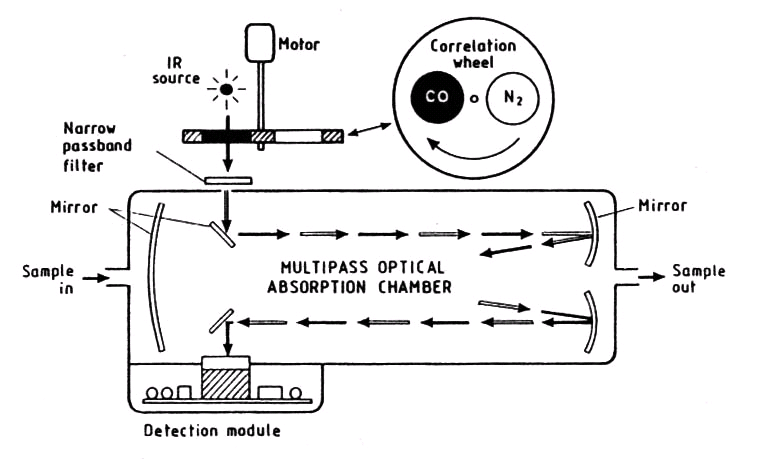 Motor
IR
source
Correlation
wheel
CO
N₂
Narrow
passband
filter
Mirror
Mirror
MULTIPASS OPTICAL
ABSORPTION CHAMBER
Sample
in
Sample
out
Detection module